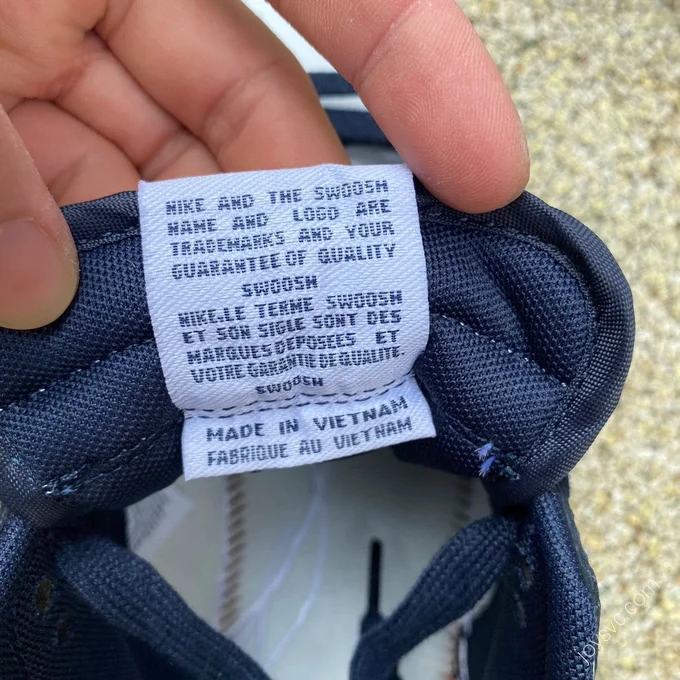 NIKE AND THE SWOOSH
NAME AND LOGO ARE
TRADEMARKS AND YOUR
GUARANTEE OF QUALITY
SWOOSH
NIKE.LE TERME SWOOSH
ET SON SIGLE SONT DES
MARQUES DEPOSEES ET
VOTRE GARANTIE DE QUALITE.
SWOOSH
MADE IN VIETNAM
FABRIQUE AU VIETNAM
joysvc.com